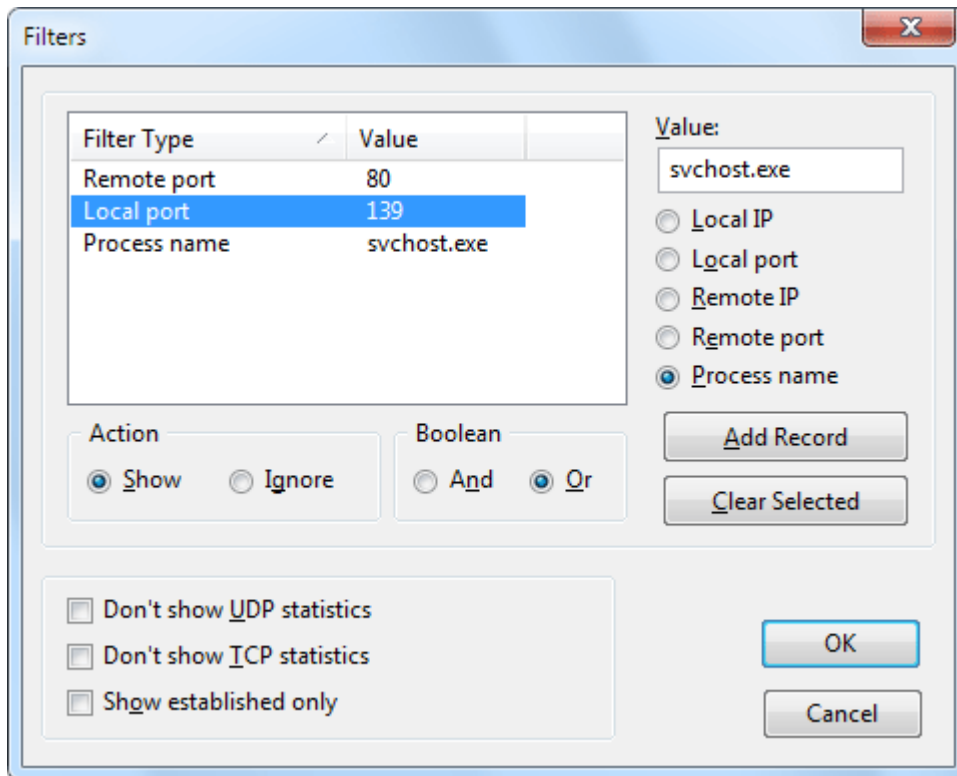 Filters
Filter Type Value
Remote port 80
Local port 139
Process name svchost.exe
Value:
svchost.exe
Local IP
Local port
Remote IP
Remote port
Process name
Add Record
Clear Selected
Action
Show Ignore
Boolean
And Or
Don't show UDP statistics
Don't show TCP statistics
Show established only
OK
Cancel